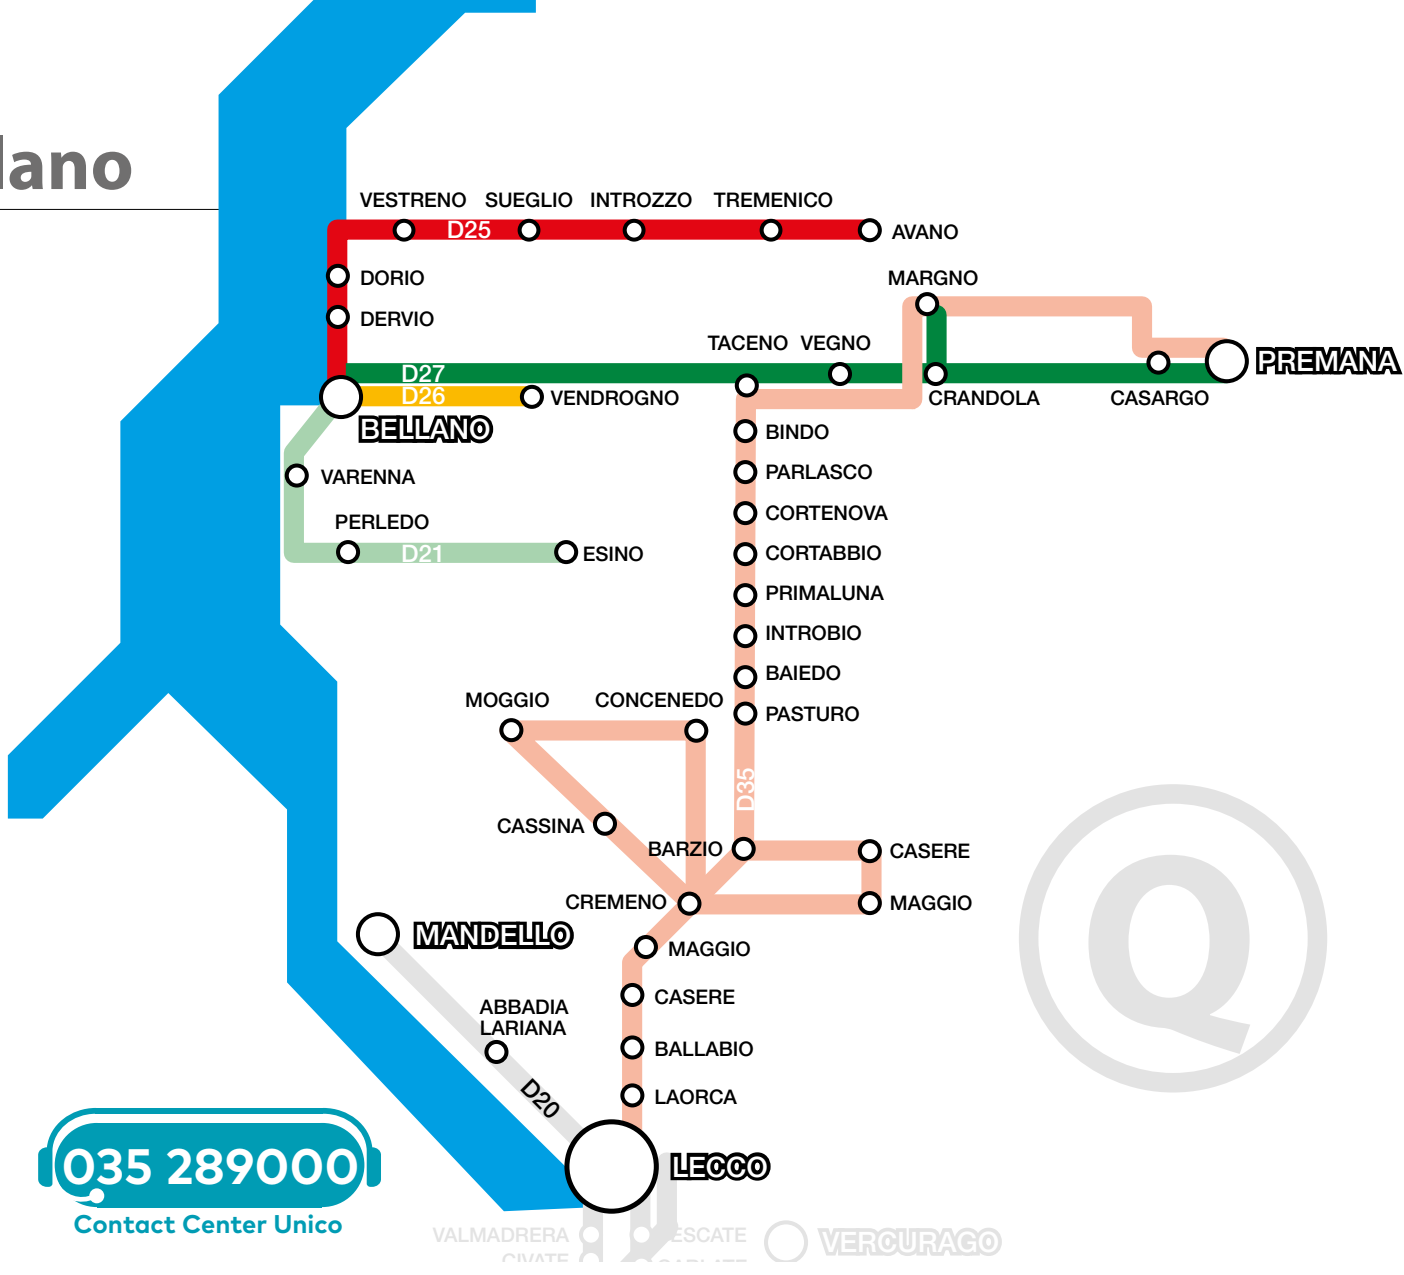 lano
VESTRENO SUEGLIO INTROZZO TREMENICO
D25
AVANO
DORIO
MARGNO
DERVIO
TACENO VEGNO
D27
PREMANA
D26
VENDROGNO
CRANDOLA
CASARGO
BELLANO
BINDO
VARENNA
PARLASCO
CORTENOVA
PERLEDO
D21
ESINO
CORTABBIO
PRIMALUNA
INTROBIO
BAIEDO
MOGGIO
CONCENEDO
PASTURO
D35
CASSINA
BARZIO
CASERE
CREMENO
MAGGIO
MANDELLO
MAGGIO
CASERE
Q
ABBADIA
LARIANA
BALLABIO
D20
LAORCA
035 289000
LECCO
Contact Center Unico
VALMADRERA
VERCURAGO
CIVATE